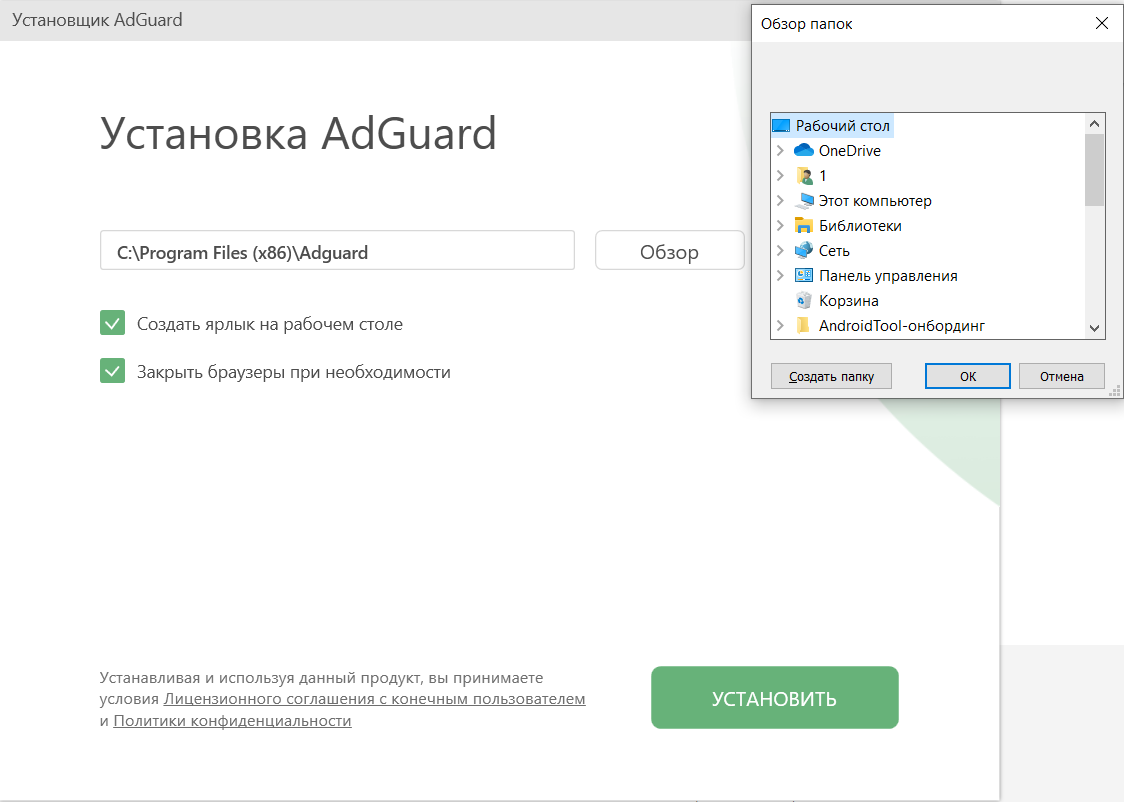 Установщик AdGuard
Установка AdGuard
C:\Program Files (x86)\Adguard
Обзор
Создать ярлык на рабочем столе
Закрыть браузеры при необходимости
Устанавливая и используя данный продукт, вы принимаете
условия Лицензионного соглашения с конечным пользователем
и Политики конфиденциальности
УСТАНОВИТЬ
Обзор папок
Рабочий стол
OneDrive
1
Этот компьютер
Библиотеки
Сеть
Панель управления
Корзина
AndroidTool-онбординг
Создать папку
ОК
Отмена